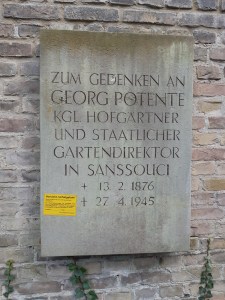 ZUM GEDENKEN AN
GEORG POTENTE
KGL. HOFGÄRTNER
UND STAATLICHER
GARTENDIREKTOR
IN SANSSOUCI
13. 2. 1876
† 27. 4. 1945